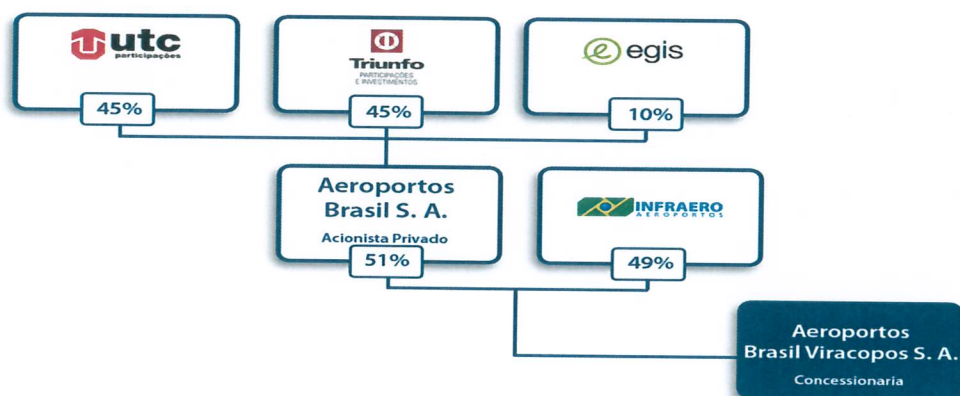 utc
participações
45%
Triunfo
PARTICIPAÇÕES
E INVESTIMENTOS
45%
egis
10%
Aeroportos
Brasil S. A.
Acionista Privado
51%
INFRAERO
AEROPORTOS
49%
Aeroportos
Brasil Viracopos S. A.
Concessionaria